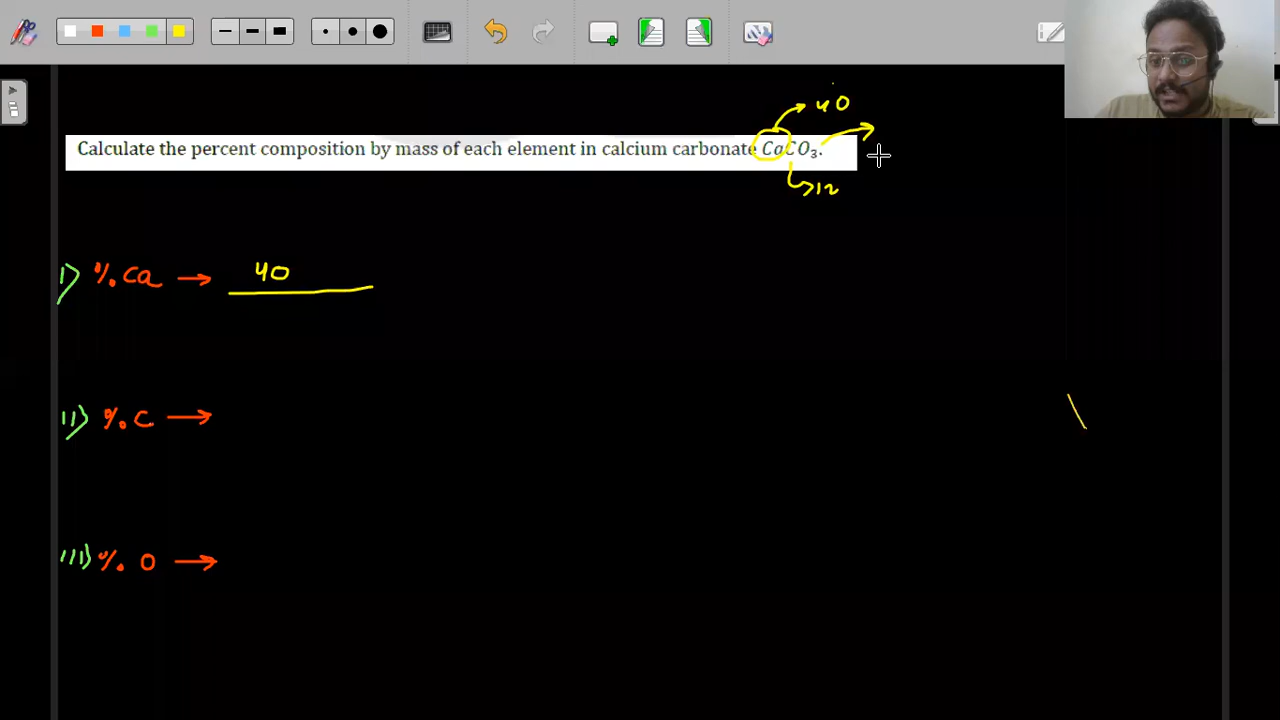 40
Calculate the percent composition by mass of each element in calcium carbonate CaCO₃.
12
i) % Ca → 40
ii) % C →
iii) % O →